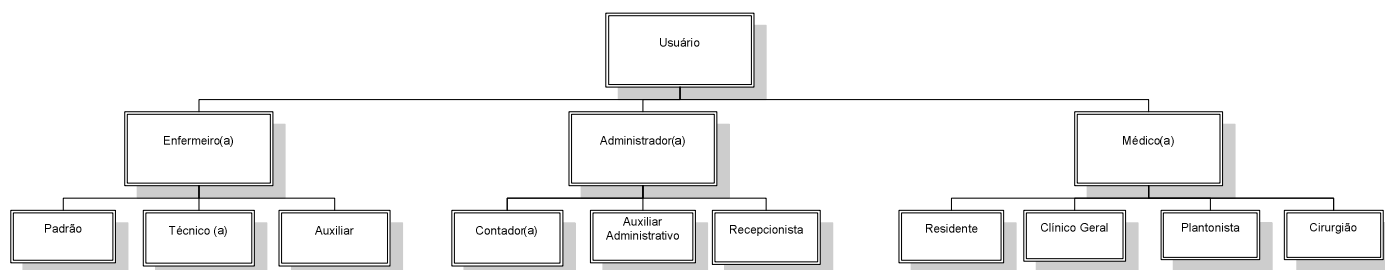 Usuário
Enfermeiro(a)
Administrador(a)
Médico(a)
Padrão
Técnico (a)
Auxiliar
Contador(a)
Auxiliar
Administrativo
Recepcionista
Residente
Clínico Geral
Plantonista
Cirurgião